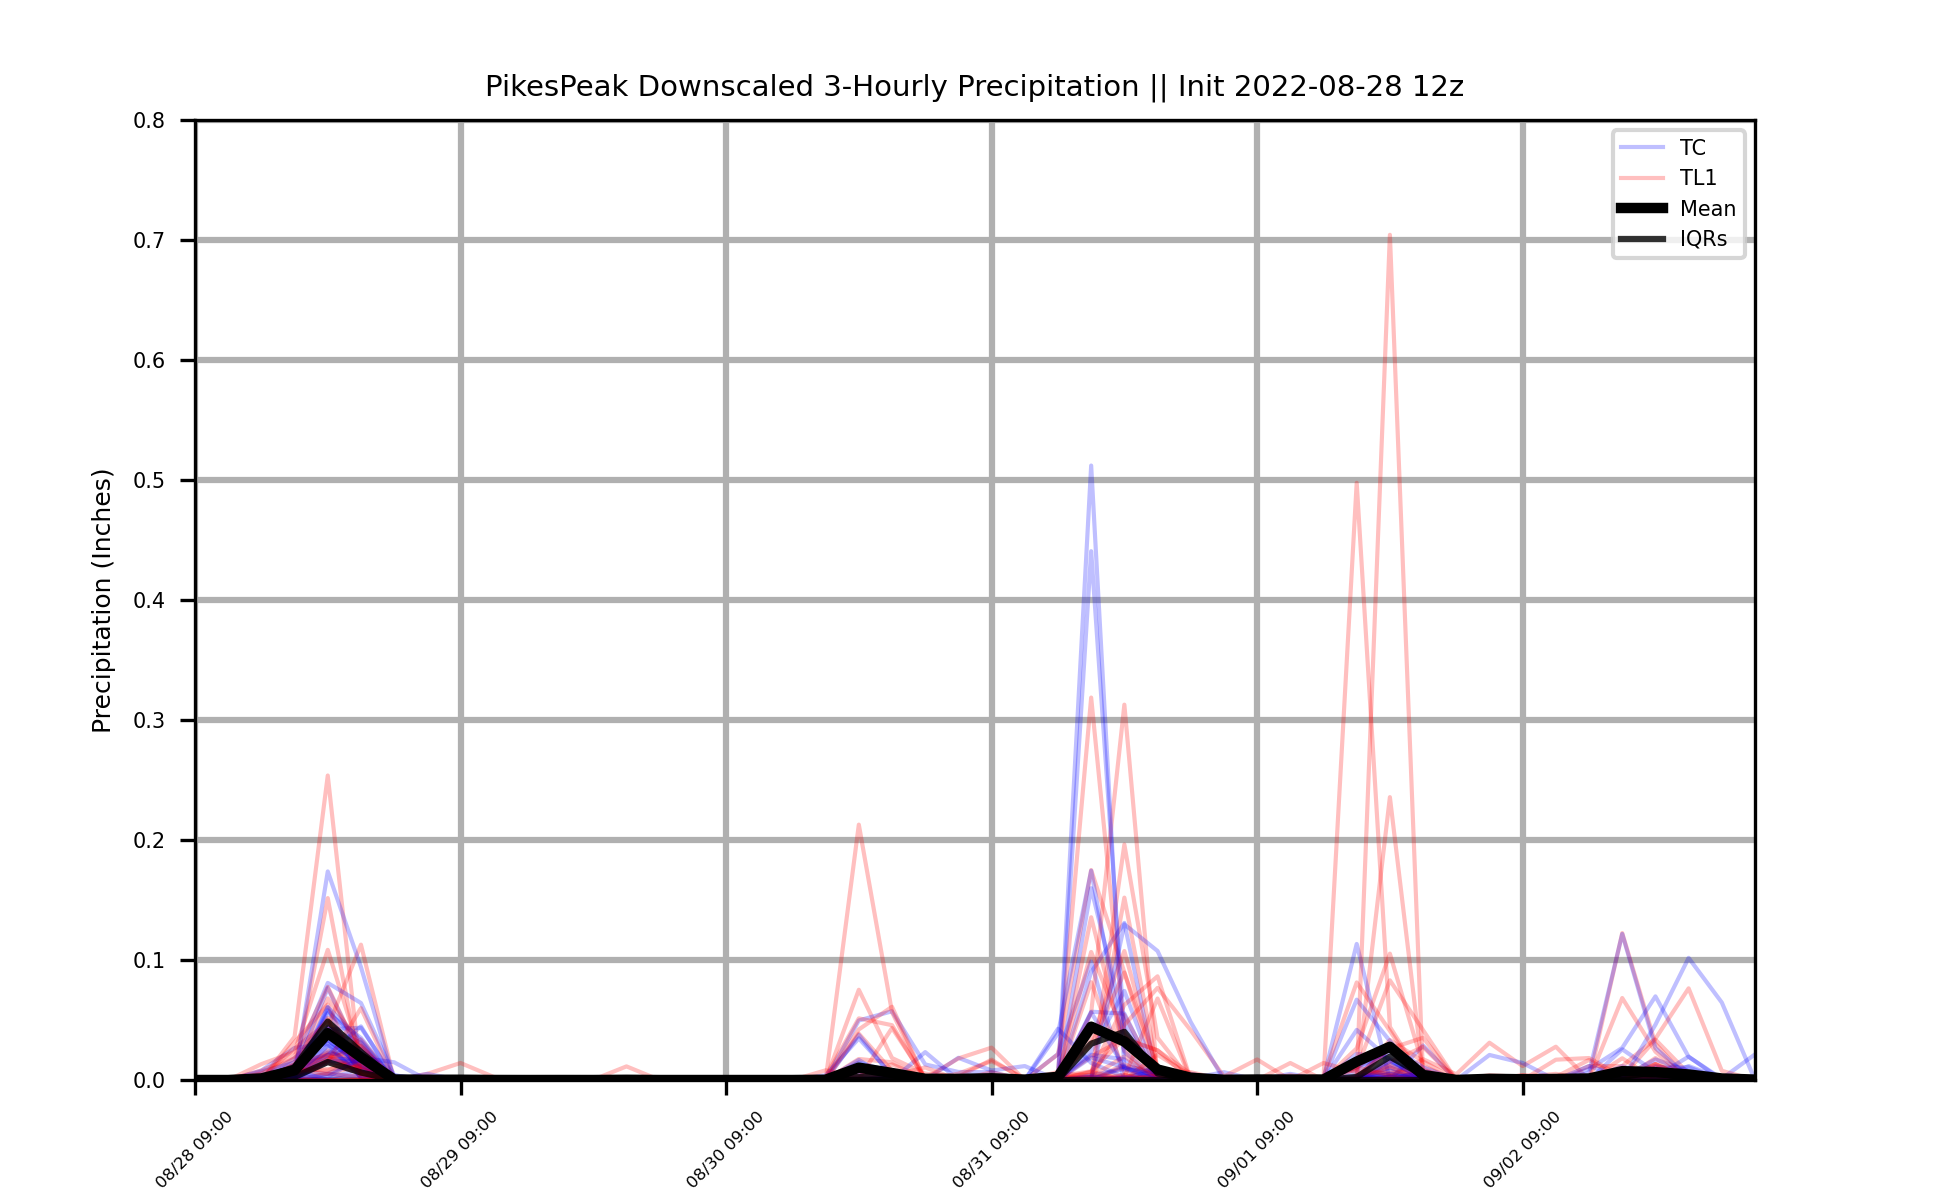 PikesPeak Downscaled 3-Hourly Precipitation || Init 2022-08-28 12z
TC
TL1
Mean
IQRs
Precipitation (Inches)
0.8
0.7
0.6
0.5
0.4
0.3
0.2
0.1
0.0
08/28 09:00
08/29 09:00
08/30 09:00
08/31 09:00
09/01 09:00
09/02 09:00